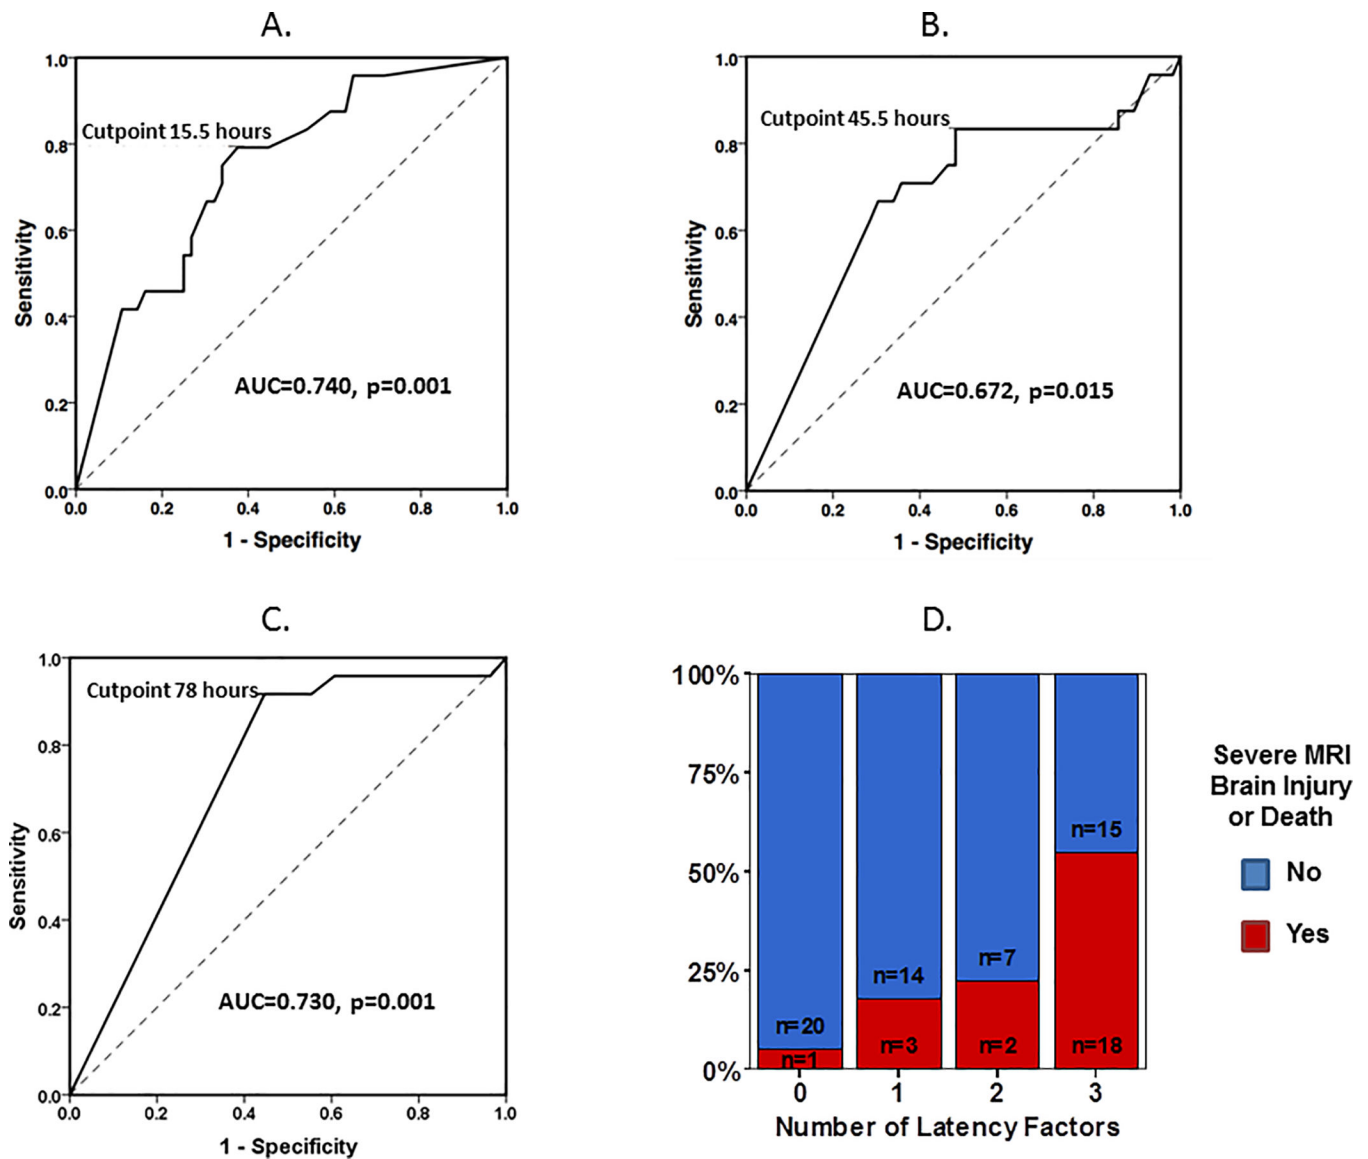 A.
1.0
0.8
0.6
0.4
0.2
0.0
Sensitivity
Cutpoint 15.5 hours
AUC=0.740, p=0.001
0.0 0.2 0.4 0.6 0.8 1.0
1 - Specificity
B.
1.0
0.8
0.6
0.4
0.2
0.0
Sensitivity
Cutpoint 45.5 hours
AUC=0.672, p=0.015
0.0 0.2 0.4 0.6 0.8 1.0
1 - Specificity
C.
1.0
0.8
0.6
0.4
0.2
0.0
Sensitivity
Cutpoint 78 hours
AUC=0.730, p=0.001
0.0 0.2 0.4 0.6 0.8 1.0
1 - Specificity
D.
100%
75%
50%
25%
0%
n=20
n=1
n=14
n=3
n=7
n=2
n=15
n=18
0 1 2 3
Number of Latency Factors
Severe MRI
Brain Injury
or Death
No
Yes